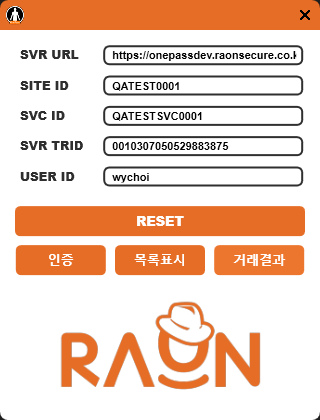 SVR URL https://onepassdev.raonsecure.co.k
SITE ID QATEST0001
SVC ID QATESTSVC0001
SVR TRID 0010307050529883875
USER ID wychoi
RESET
인증 목록표시 거래결과
RAON